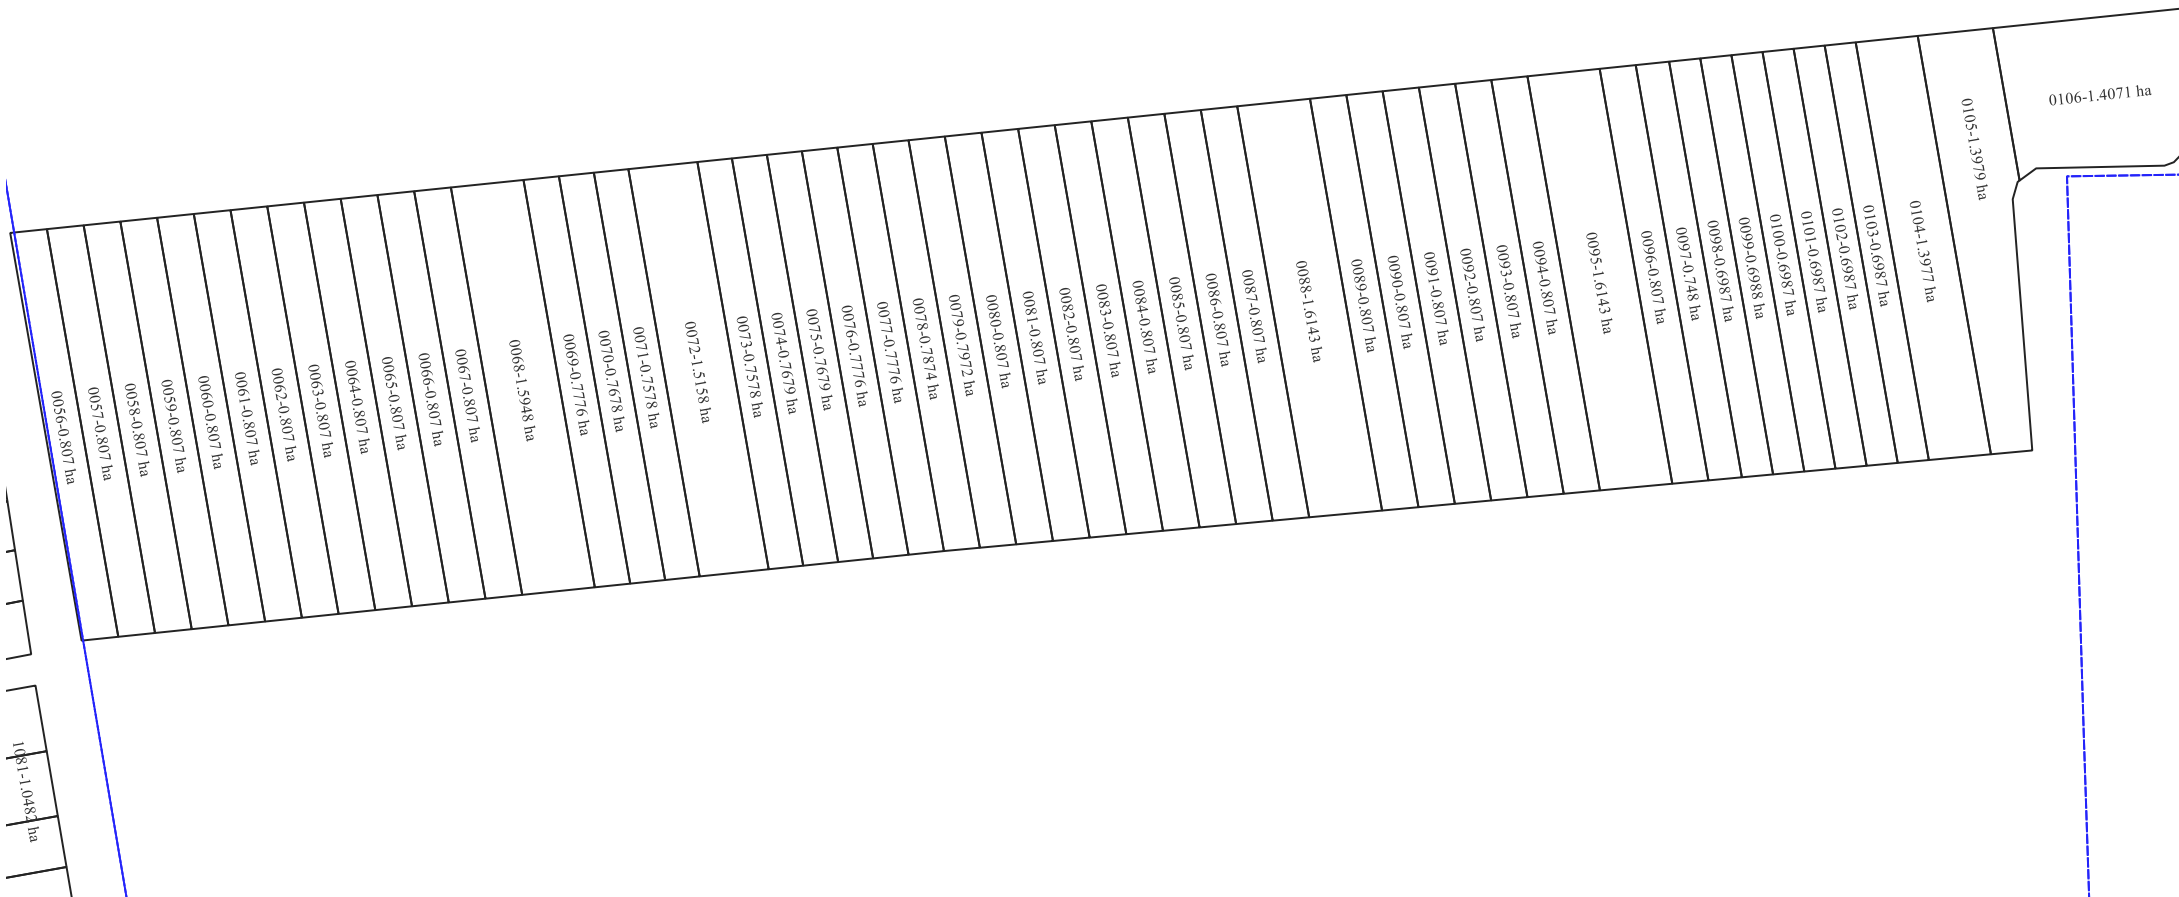 0056-0.807 ha
0057-0.807 ha
0058-0.807 ha
0059-0.807 ha
0060-0.807 ha
0061-0.807 ha
0062-0.807 ha
0063-0.807 ha
0064-0.807 ha
0065-0.807 ha
0066-0.807 ha
0067-0.807 ha
0068-1.5948 ha
0069-0.7776 ha
0070-0.7678 ha
0071-0.7578 ha
0072-1.5158 ha
0073-0.7578 ha
0074-0.7679 ha
0075-0.7679 ha
0076-0.7776 ha
0077-0.7776 ha
0078-0.7874 ha
0079-0.7972 ha
0080-0.807 ha
0081-0.807 ha
0082-0.807 ha
0083-0.807 ha
0084-0.807 ha
0085-0.807 ha
0086-0.807 ha
0087-0.807 ha
0088-1.6143 ha
0089-0.807 ha
0090-0.807 ha
0091-0.807 ha
0092-0.807 ha
0093-0.807 ha
0094-0.807 ha
0095-1.6143 ha
0096-0.807 ha
0097-0.748 ha
0098-0.6987 ha
0099-0.6988 ha
0100-0.6987 ha
0101-0.6987 ha
0102-0.6987 ha
0103-0.6987 ha
0104-1.3977 ha
0105-1.3979 ha
0106-1.4071 ha
1081-1.0482 ha